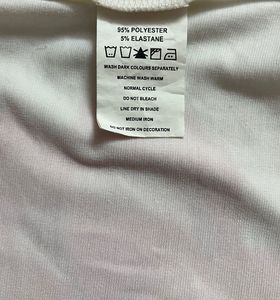 95% POLYESTER
5% ELASTANE
WASH DARK COLOURS SEPARATELY
MACHINE WASH WARM
NORMAL CYCLE
DO NOT BLEACH
LINE DRY IN SHADE
MEDIUM IRON
DO NOT IRON ON DECORATION